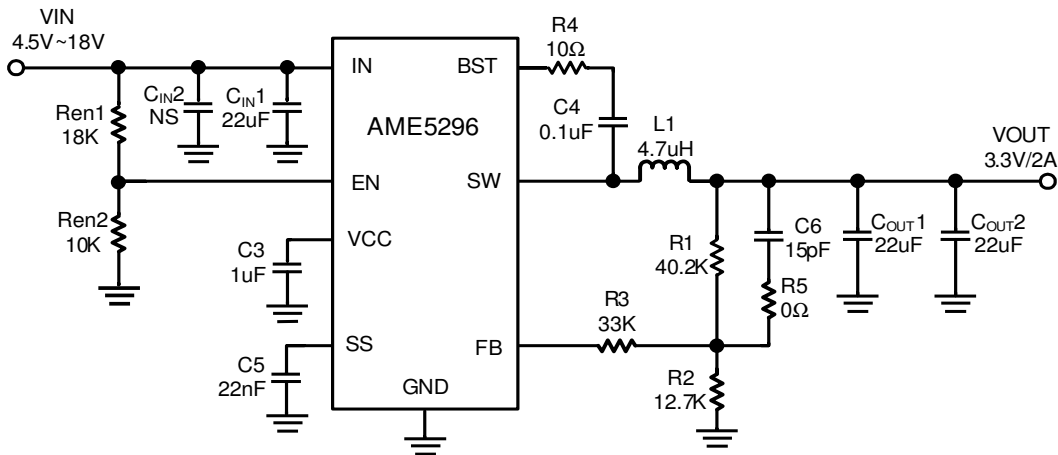 VIN
4.5V~18V
R4
10Ω
IN
BST
Ren1
18K
CIN2
NS
CIN1
22uF
C4
0.1uF
AME5296
L1
4.7uH
VOUT
3.3V/2A
EN
SW
Ren2
10K
VCC
C3
1uF
R1
40.2K
C6
15pF
COUT1
22uF
COUT2
22uF
R5
0Ω
R3
33K
SS
FB
C5
22nF
GND
R2
12.7K